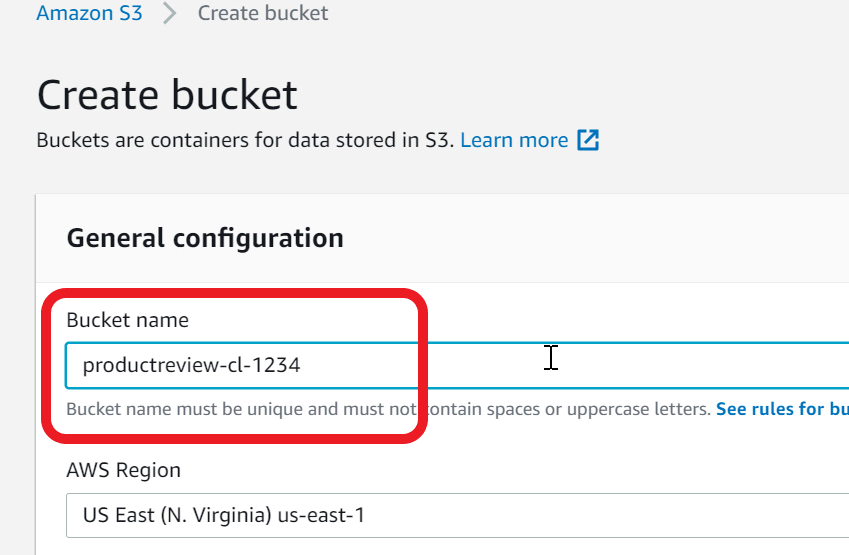 Amazon S3 > Create bucket
Create bucket
Buckets are containers for data stored in S3. Learn more
General configuration
Bucket name
productreview-cl-1234
Bucket name must be unique and must not contain spaces or uppercase letters. See rules for bu
AWS Region
US East (N. Virginia) us-east-1